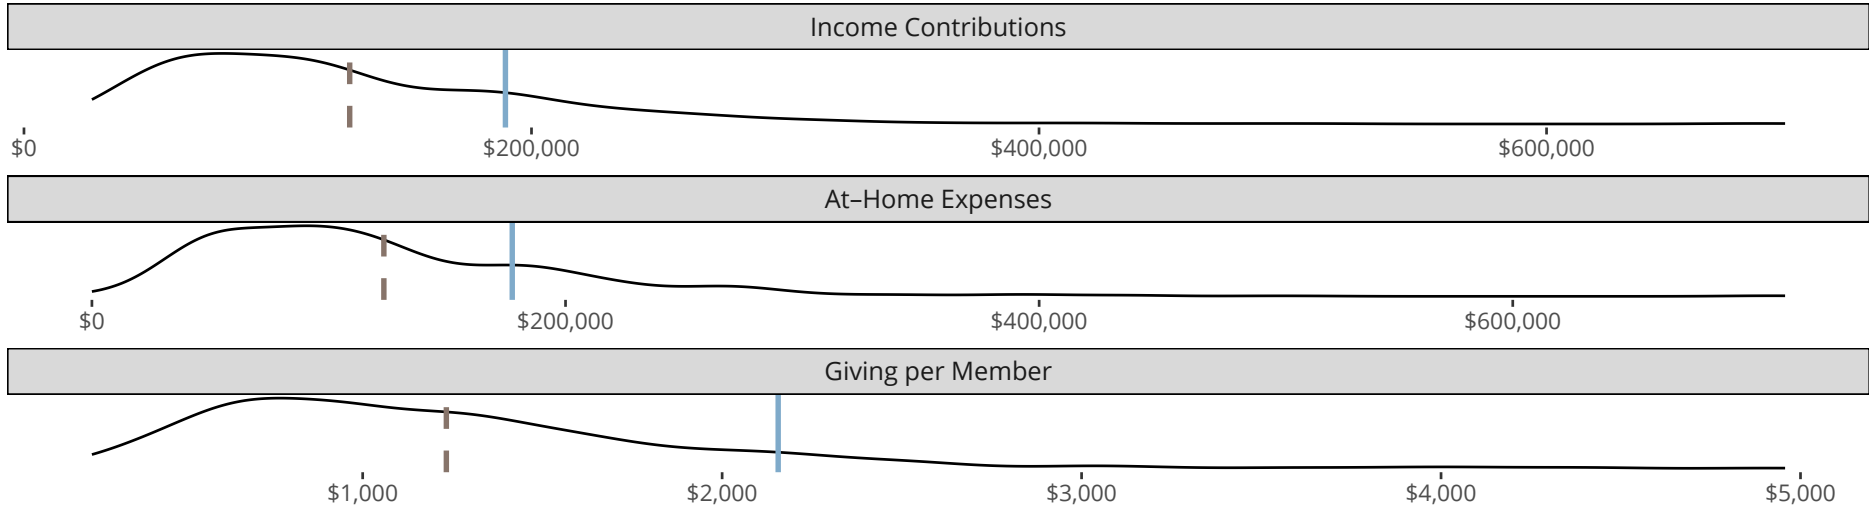 Income Contributions
$0 $200,000 $400,000 $600,000
At–Home Expenses
$0 $200,000 $400,000 $600,000
Giving per Member
$1,000 $2,000 $3,000 $4,000 $5,000